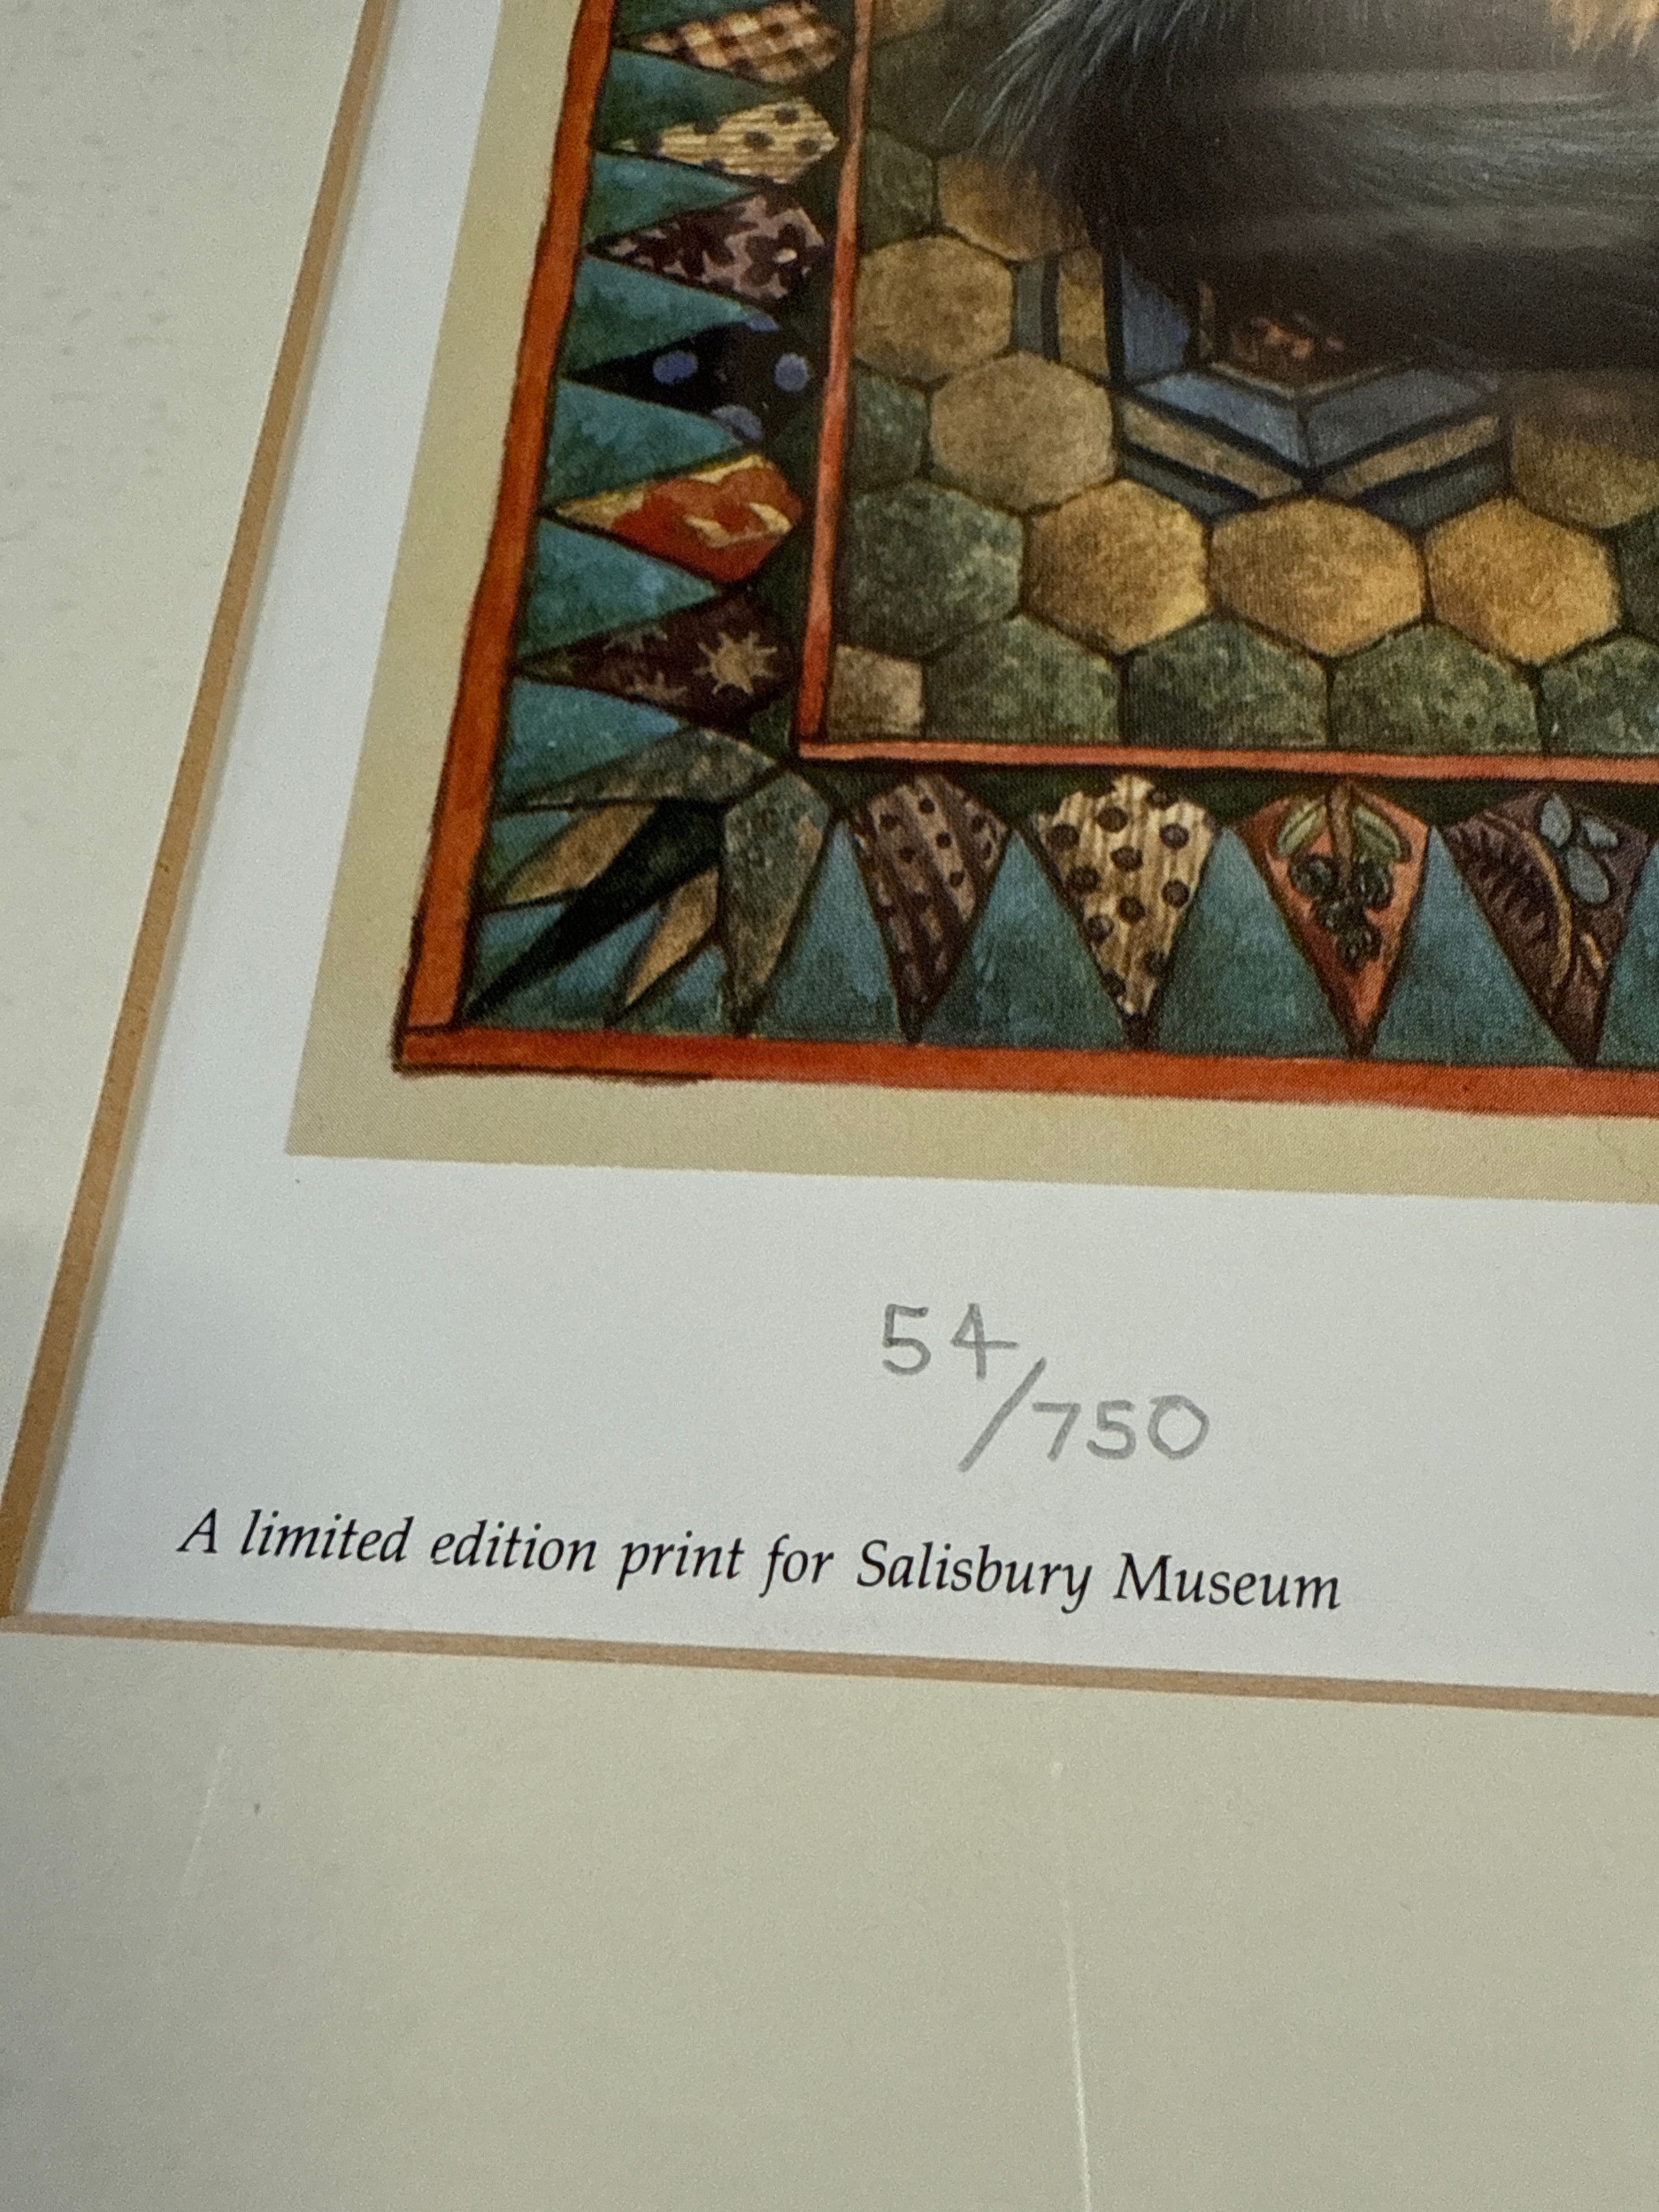 54/750
A limited edition print for Salisbury Museum